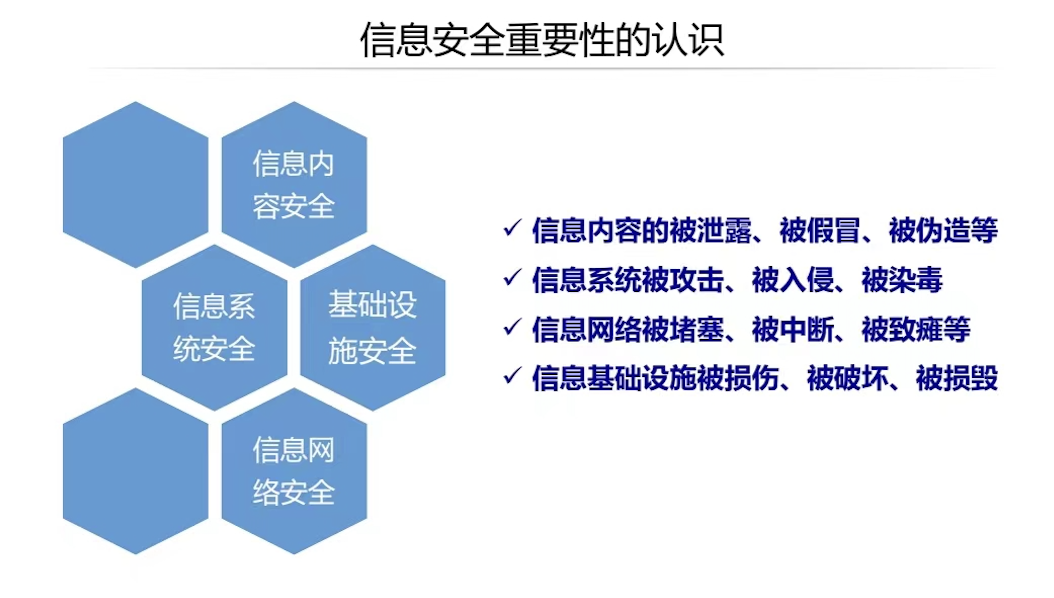 信息安全重要性的认识
信息内
容安全
信息系
统安全
基础设
施安全
信息网
络安全
✓ 信息内容的被泄露、被假冒、被伪造等
✓ 信息系统被攻击、被入侵、被染毒
✓ 信息网络被堵塞、被中断、被致瘫等
✓ 信息基础设施被损伤、被破坏、被损毁